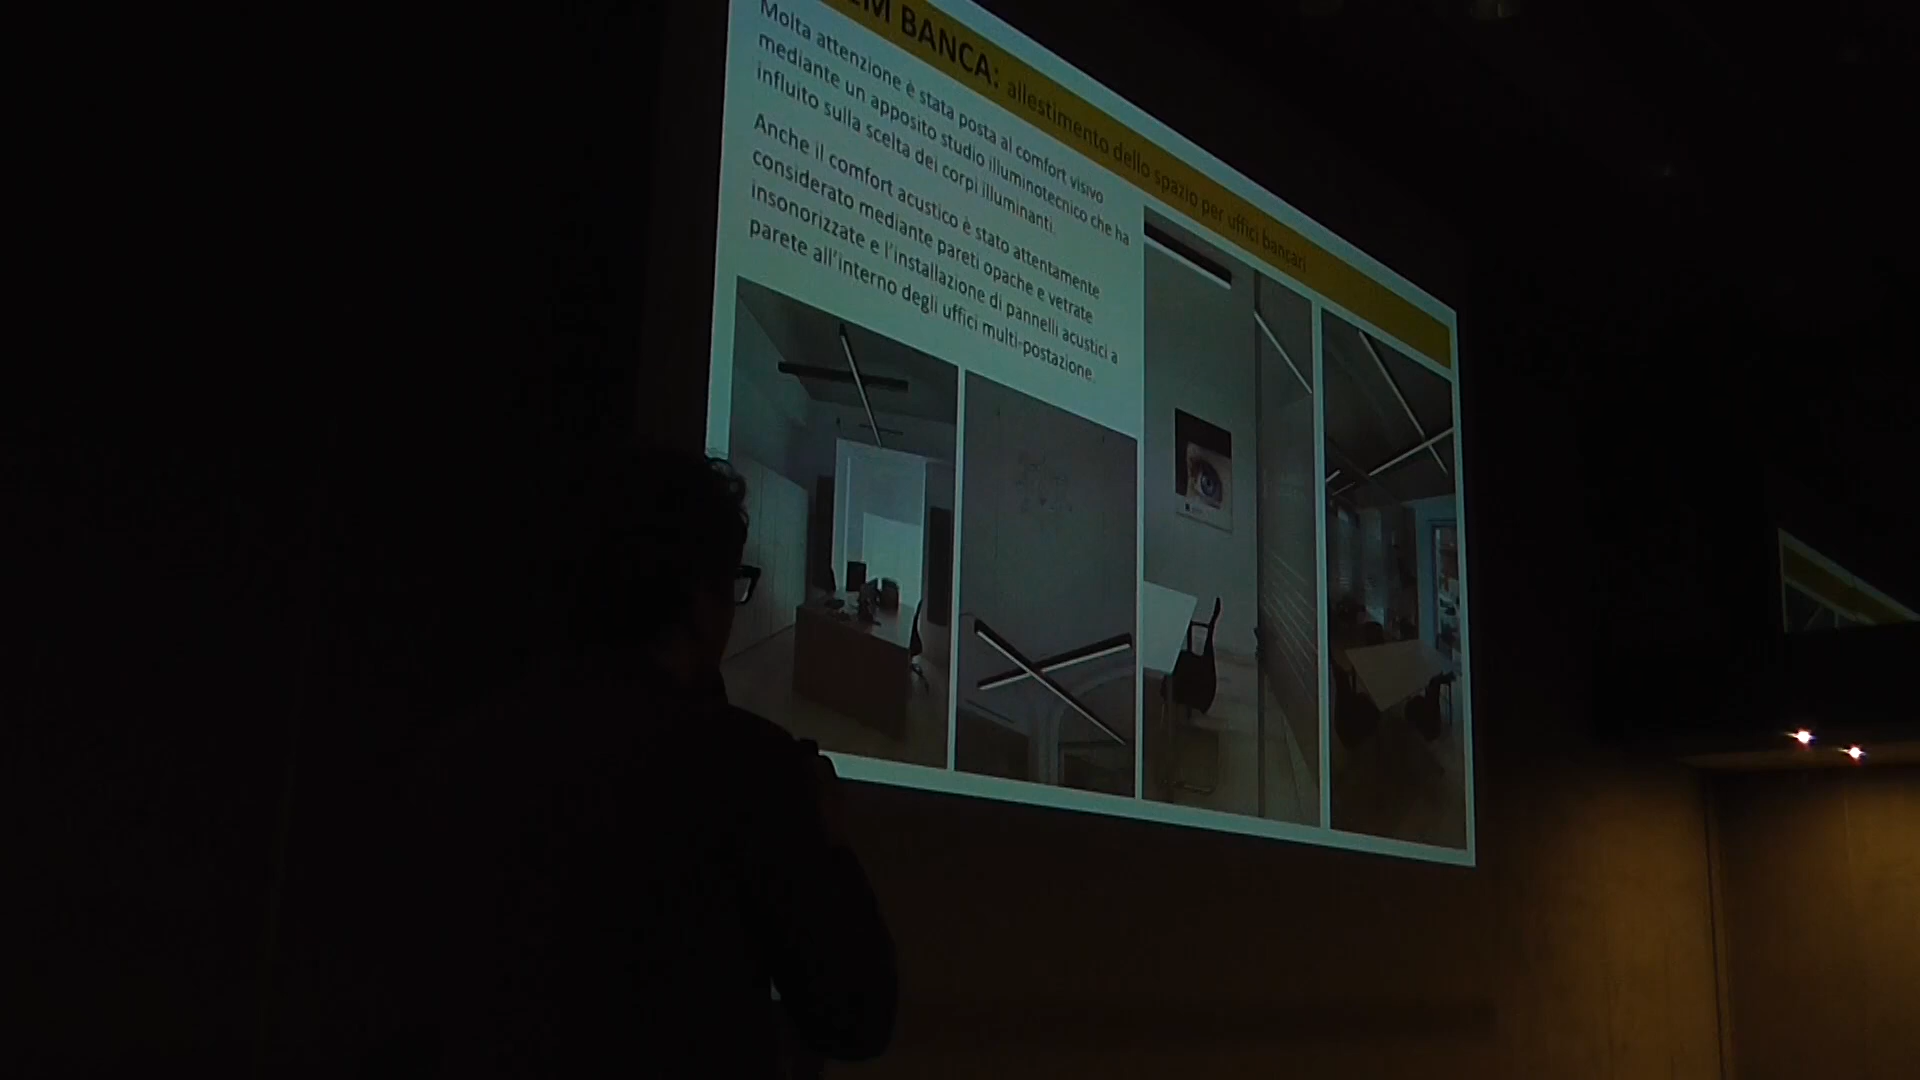 BANCA: allestimento dello spazio per uffici bancari
Molta attenzione è stata posta al comfort visivo
mediante un apposito studio illuminotecnico che ha
influito sulla scelta dei corpi illuminanti.
Anche il comfort acustico è stato attentamente
considerato mediante pareti opache e vetrate
insonorizzate e l'installazione di pannelli acustici a
parete all'interno degli uffici multi-postazione.